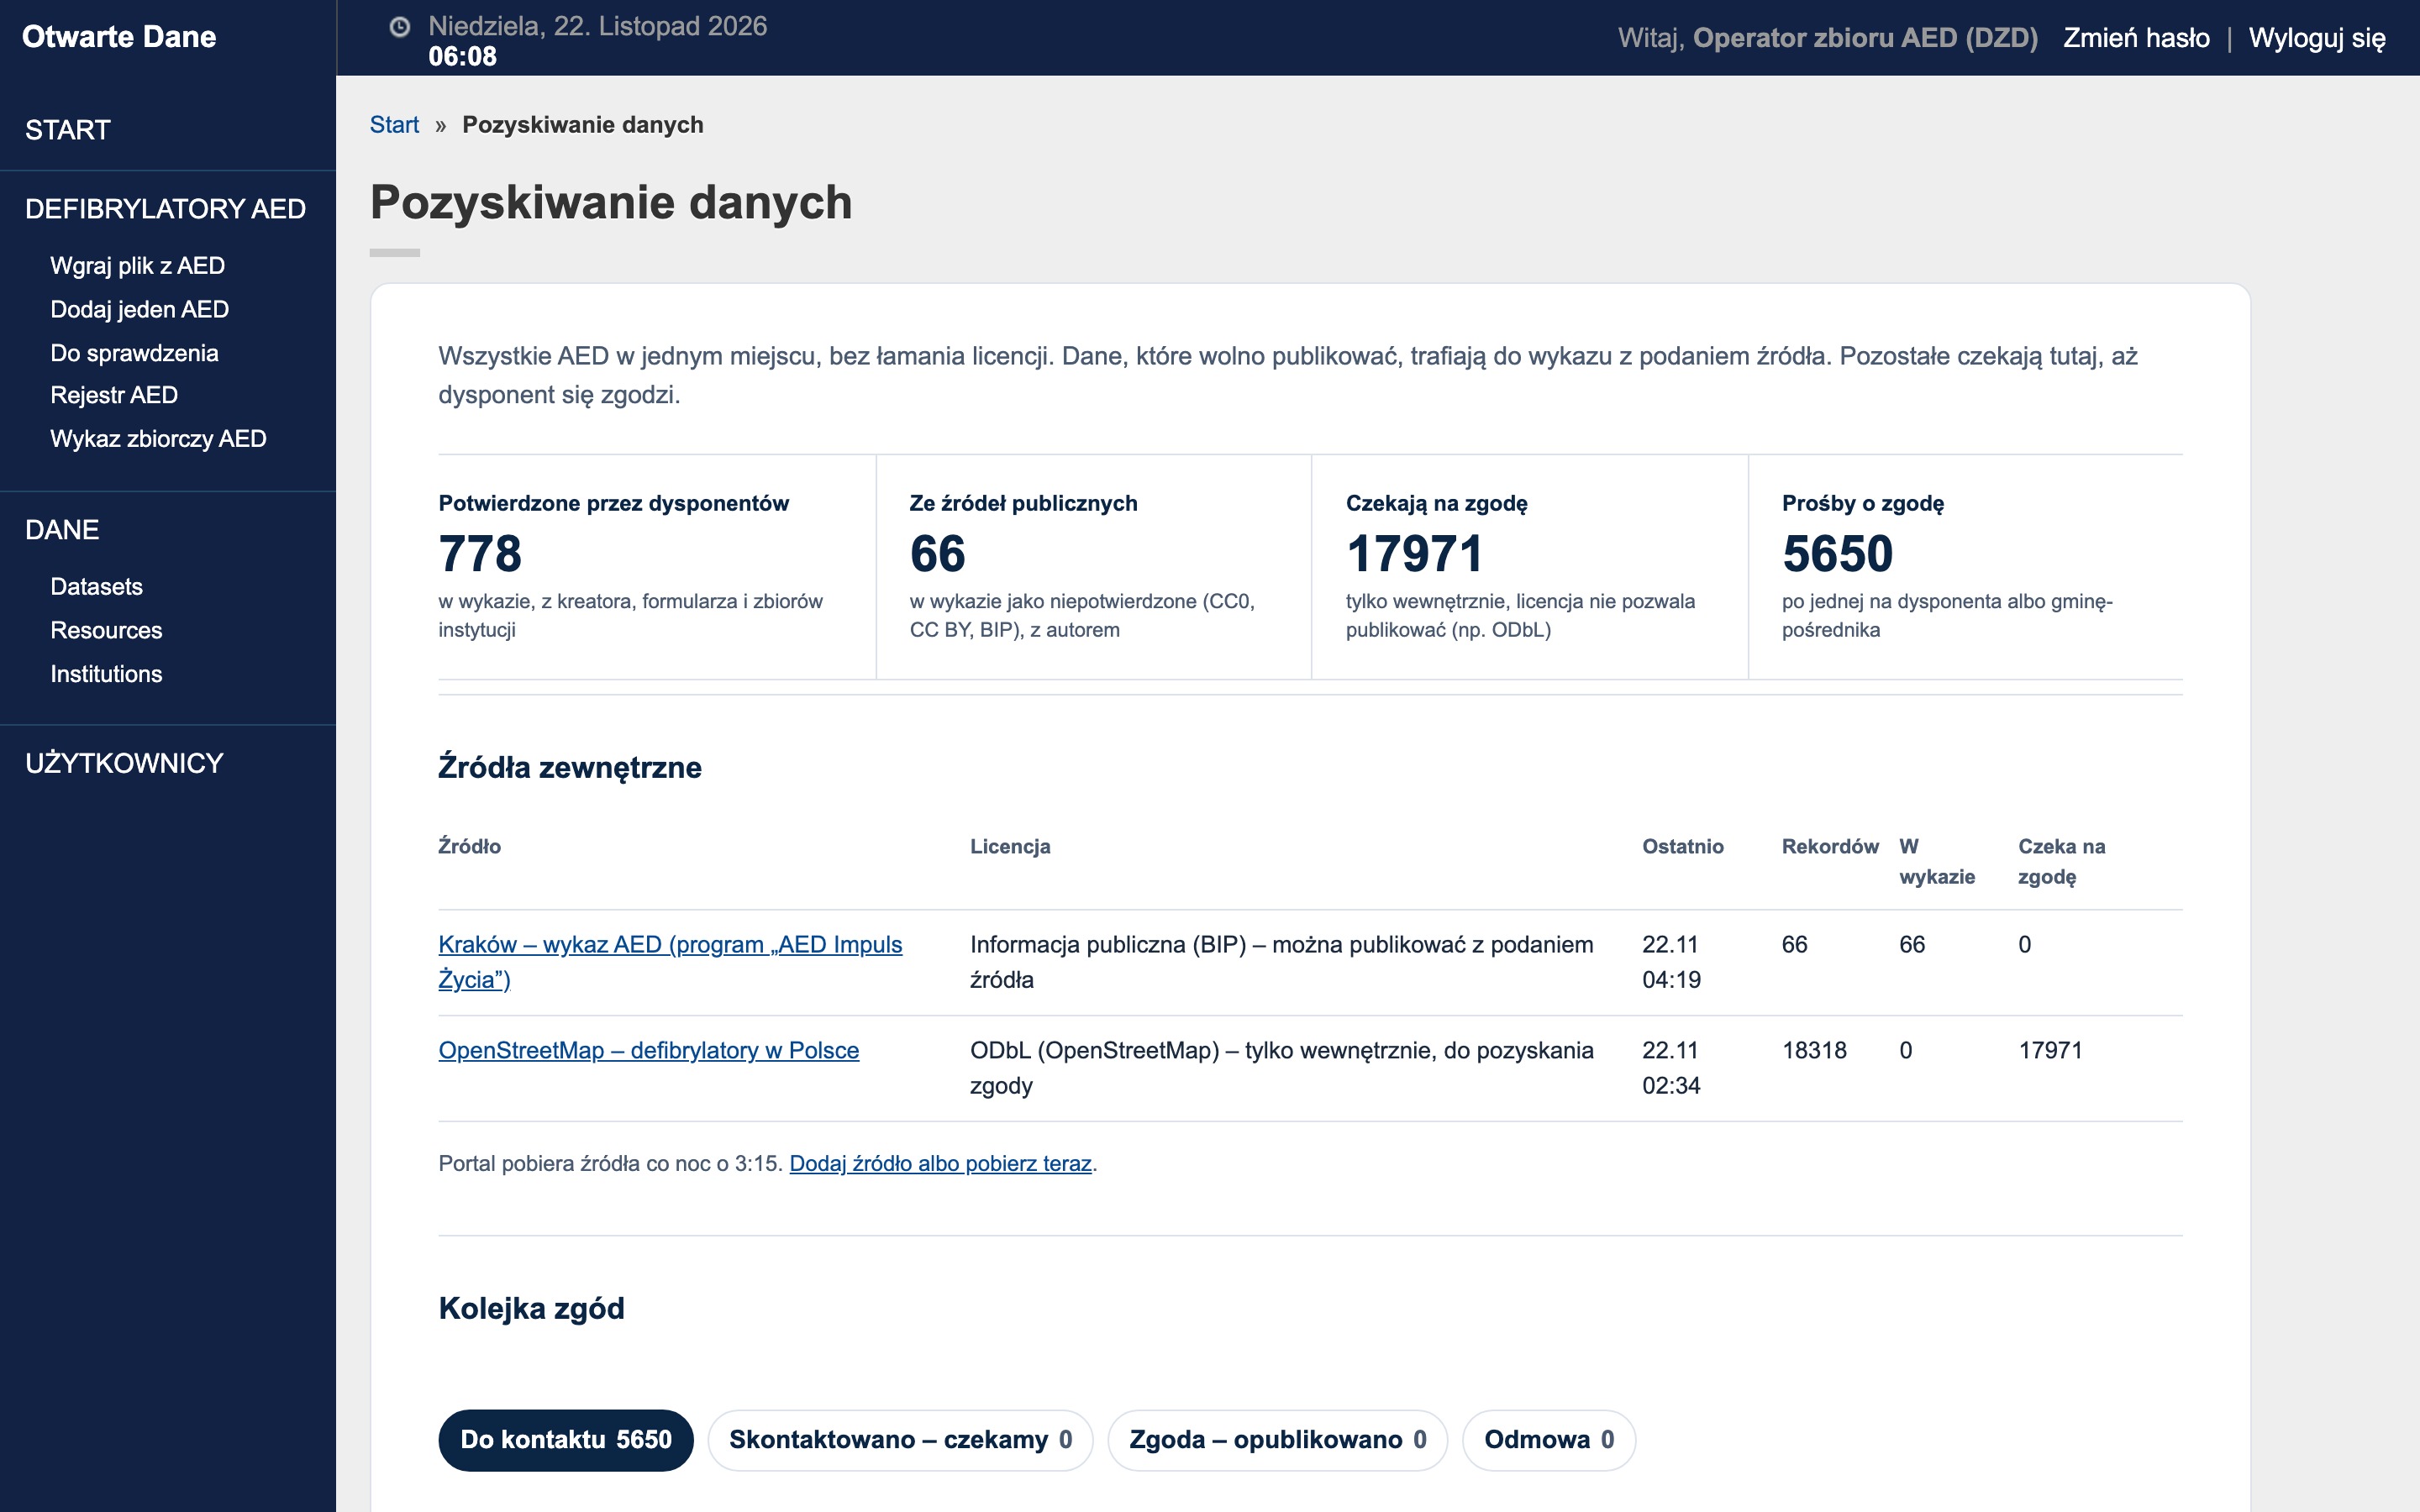 Otwarte Dane
Niedziela, 22. Listopad 2026
06:08
Witaj, Operator zbioru AED (DZD) Zmień hasło | Wyloguj się
START
DEFIBRYLATORY AED
Wgraj plik z AED
Dodaj jeden AED
Do sprawdzenia
Rejestr AED
Wykaz zbiorczy AED
DANE
Datasets
Resources
Institutions
UŻYTKOWNICY
Start » Pozyskiwanie danych
Pozyskiwanie danych
Wszystkie AED w jednym miejscu, bez łamania licencji. Dane, które wolno publikować, trafiają do wykazu z podaniem źródła. Pozostałe czekają tutaj, aż
dysponent się zgodzi.
Potwierdzone przez dysponentów
778
w wykazie, z kreatora, formularza i zbiorów
instytucji
Ze źródeł publicznych
66
w wykazie jako niepotwierdzone (CC0,
CC BY, BIP), z autorem
Czekają na zgodę
17971
tylko wewnętrznie, licencja nie pozwala
publikować (np. ODbL)
Prośby o zgodę
5650
po jednej na dysponenta albo gminę-
pośrednika
Źródła zewnętrzne
Źródło Licencja Ostatnio Rekordów W wykazie Czeka na zgodę
Kraków – wykaz AED (program „AED Impuls
Życia”)
Informacja publiczna (BIP) – można publikować z podaniem
źródła
22.11
04:19
66
66
0
OpenStreetMap – defibrylatory w Polsce
ODbL (OpenStreetMap) – tylko wewnętrznie, do pozyskania
zgody
22.11
02:34
18318
0
17971
Portal pobiera źródła co noc o 3:15. Dodaj źródło albo pobierz teraz.
Kolejka zgód
Do kontaktu 5650
Skontaktowano – czekamy 0
Zgoda – opublikowano 0
Odmowa 0